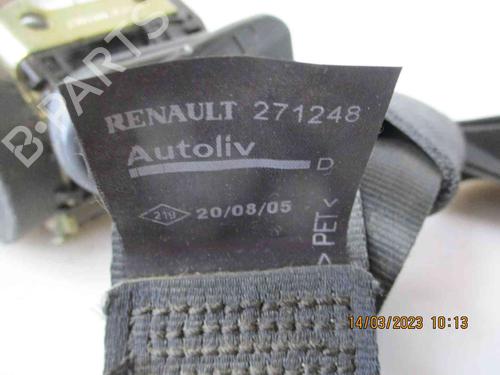 RENAULT 271248
Autoliv
D
219 20/08/05
>PET<
B-PARTS
14/03/2023 10:13